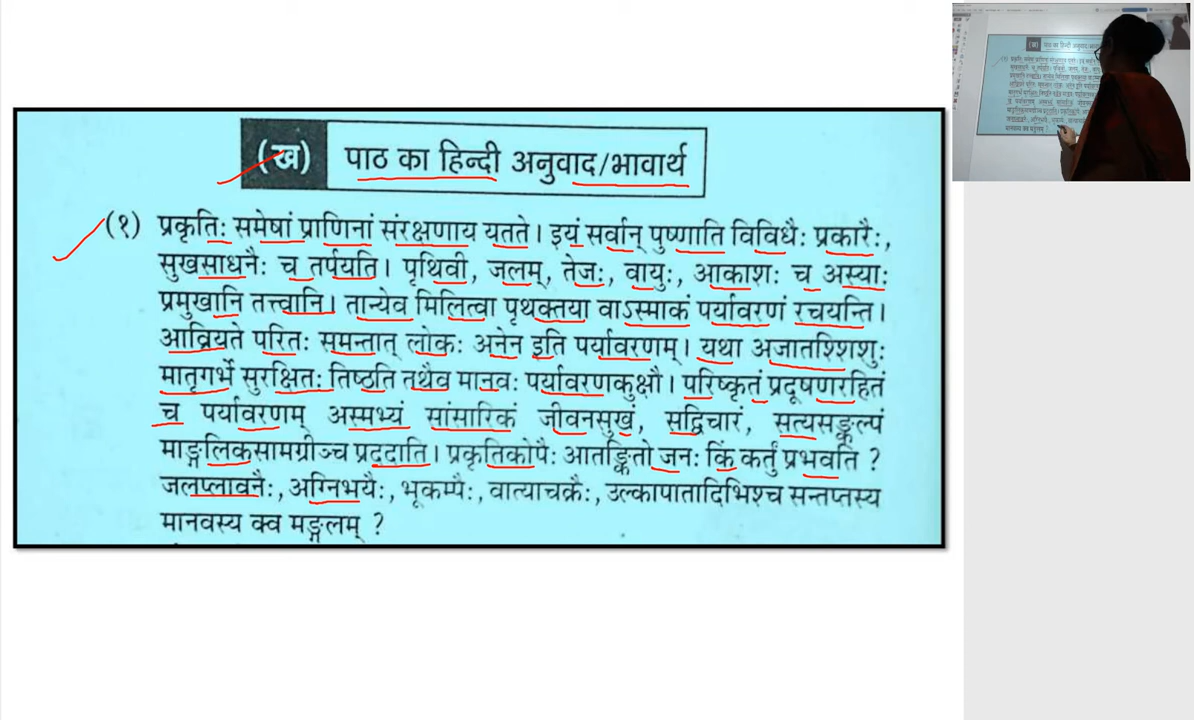 (ख) पाठ का हिन्दी अनुवाद/भावार्थ
(१) प्रकृतिः समेषां प्राणिनां संरक्षणाय यतते। इयं सर्वान् पुष्णाति विविधैः प्रकारैः,
सुखसाधनैः च तर्पयति। पृथिवी, जलम्, तेजः, वायुः, आकाशः च अस्याः
प्रमुखानि तत्त्वानि। तान्येव मिलित्वा पृथक्तया वाऽस्माकं पर्यावरणं रचयन्ति।
आव्रियते परितः समन्तात् लोकः अनेन इति पर्यावरणम्। यथा अजातश्शिशुः
मातृगर्भे सुरक्षितः तिष्ठति तथैव मानवः पर्यावरणकुक्षौ। परिष्कृतं प्रदूषणरहितं
च पर्यावरणम् अस्मभ्यं सांसारिकं जीवनसुखं, सद्विचारं, सत्यसङ्कल्पं
माङ्गलिकसामग्रीञ्च प्रददाति। प्रकृतिकोपैः आतङ्कितो जनः किं कर्तुं प्रभवति ?
जलप्लावनैः, अग्निभयैः, भूकम्पैः, वात्याचक्रैः, उल्कापातादिभिश्च सन्तप्तस्य
मानवस्य क्व मङ्गलम् ?